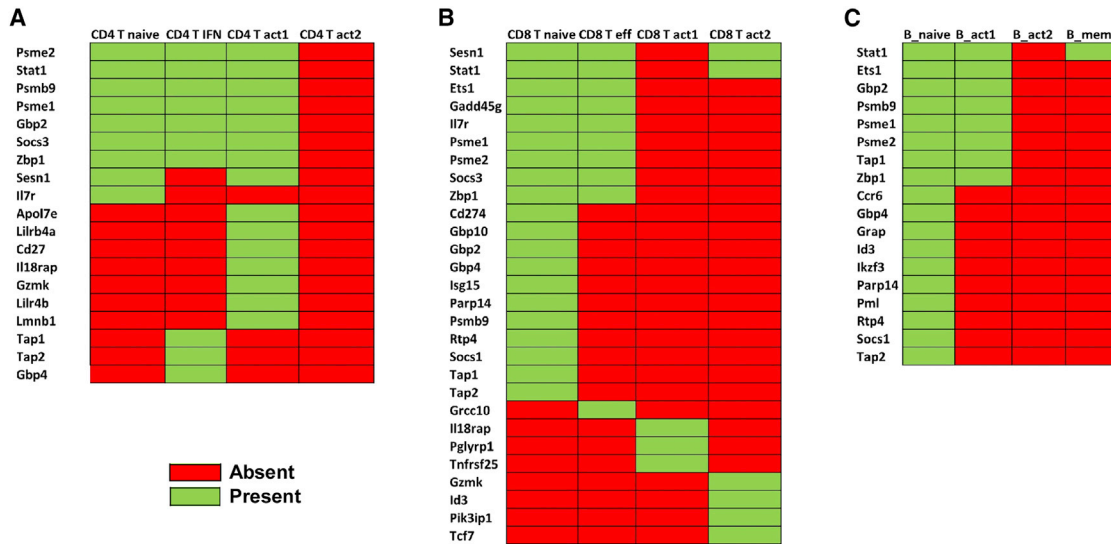 A
CD4 T naive CD4 T IFN CD4 T act1 CD4 T act2
Psme2
Stat1
Psmb9
Psme1
Gbp2
Socs3
Zbp1
Sesn1
Il7r
Apol7e
Lilrb4a
Cd27
Il18rap
Gzmk
Lilr4b
Lmnb1
Tap1
Tap2
Gbp4
Absent
Present
B
CD8 T naive CD8 T eff CD8 T act1 CD8 T act2
Sesn1
Stat1
Ets1
Gadd45g
Il7r
Psme1
Psme2
Socs3
Zbp1
Cd274
Gbp10
Gbp2
Gbp4
Isg15
Parp14
Psmb9
Rtp4
Socs1
Tap1
Tap2
Grcc10
Il18rap
Pglyrp1
Tnfrsf25
Gzmk
Id3
Pik3ip1
Tcf7
C
B_naive B_act1 B_act2 B_mem
Stat1
Ets1
Gbp2
Psmb9
Psme1
Psme2
Tap1
Zbp1
Ccr6
Gbp4
Grap
Id3
Ikzf3
Parp14
Pml
Rtp4
Socs1
Tap2